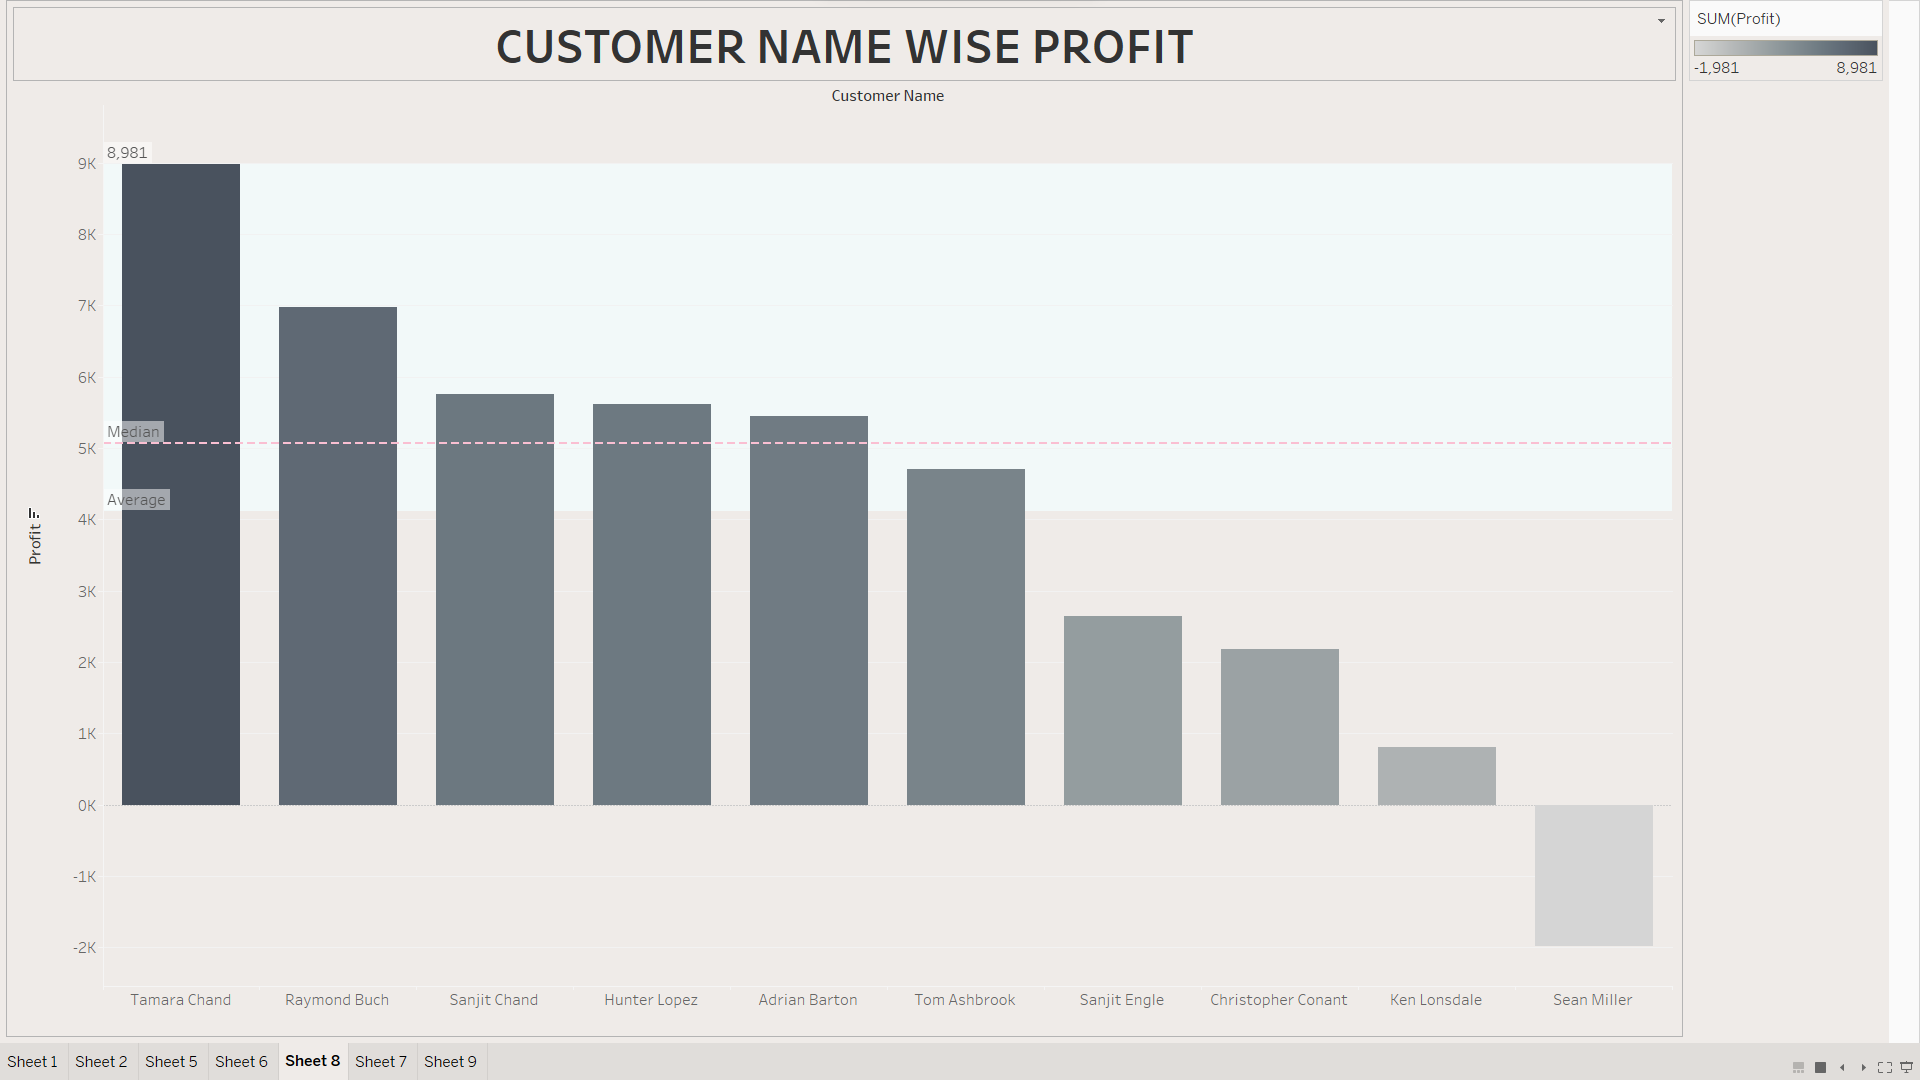 CUSTOMER NAME WISE PROFIT
SUM(Profit)
-1,981 8,981
Customer Name
8,981
9K
8K
7K
6K
Median
5K
Average
4K
Profit
3K
2K
1K
0K
-1K
-2K
Tamara Chand Raymond Buch Sanjit Chand Hunter Lopez Adrian Barton Tom Ashbrook Sanjit Engle Christopher Conant Ken Lonsdale Sean Miller
Sheet 1 Sheet 2 Sheet 5 Sheet 6 Sheet 8 Sheet 7 Sheet 9